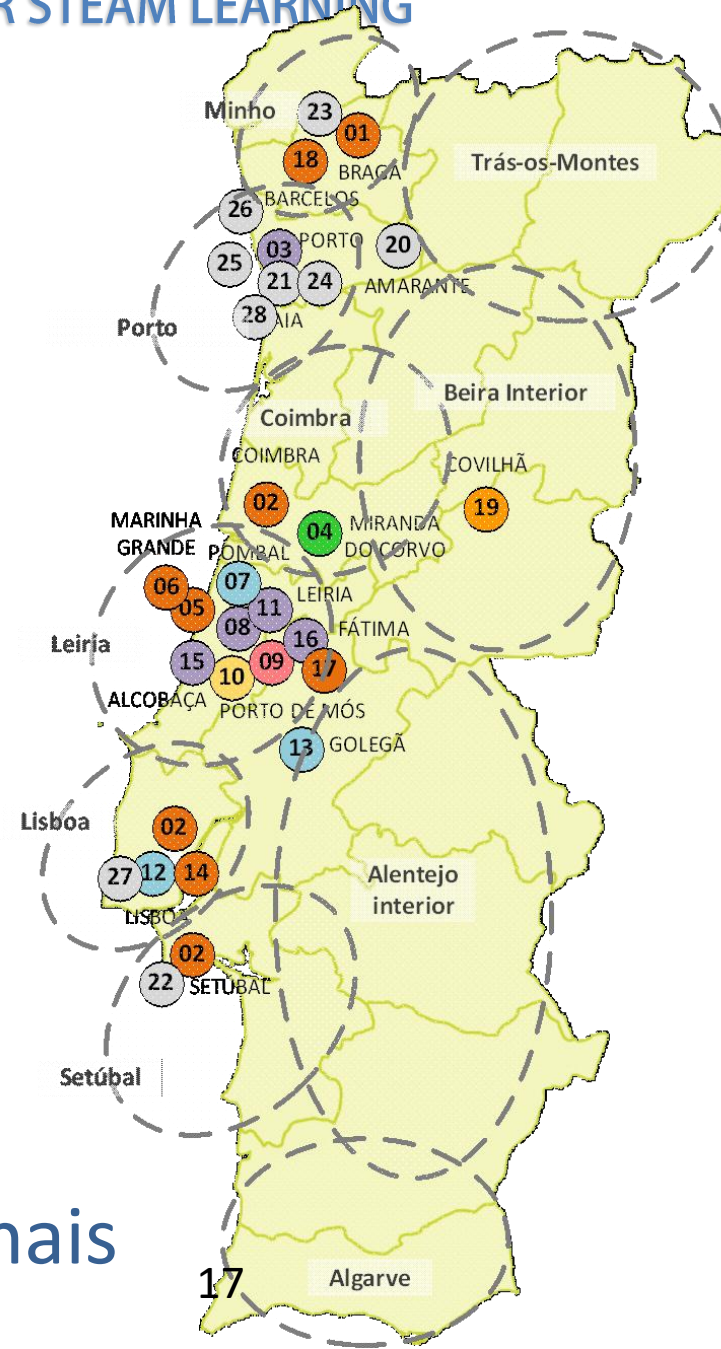 R STEAM LEARNING
Minho
23
01
18
BRAGA
Trás-os-Montes
BARCELOS
26
03
PORTO
20
25
21
24
AMARANTE
28
AIA
Porto
Beira Interior
Coimbra
COIMBRA
COVILHÃ
02
19
MARINHA
GRANDE
04
MIRANDA
DO CORVO
POMBAL
06
07
05
11
LEIRIA
08
16
FÁTIMA
Leiria
15
10
09
17
ALCOBAÇA
PORTO DE MÓS
13
GOLEGÃ
Lisboa
02
27
12
14
Alentejo
interior
LISBOA
02
22
SETÚBAL
Setúbal
nais
17
Algarve